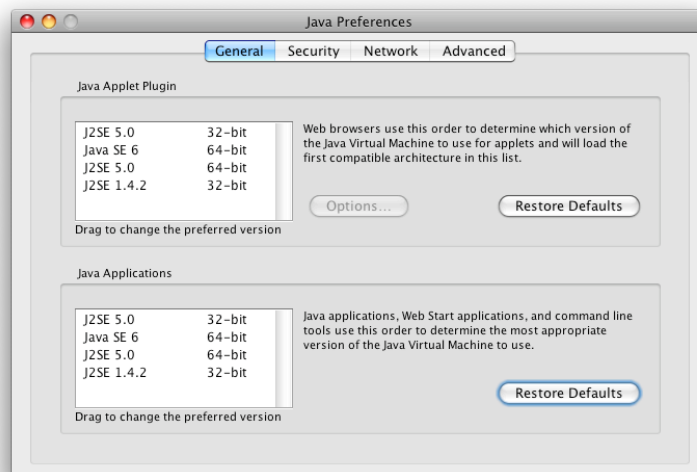 Java Preferences
General Security Network Advanced
Java Applet Plugin
J2SE 5.0 32-bit
Java SE 6 64-bit
J2SE 5.0 64-bit
J2SE 1.4.2 32-bit
Web browsers use this order to determine which version of
the Java Virtual Machine to use for applets and will load the
first compatible architecture in this list.
Options...
Restore Defaults
Drag to change the preferred version
Java Applications
J2SE 5.0 32-bit
Java SE 6 64-bit
J2SE 5.0 64-bit
J2SE 1.4.2 32-bit
Java applications, Web Start applications, and command line
tools use this order to determine the most appropriate
version of the Java Virtual Machine to use.
Restore Defaults
Drag to change the preferred version